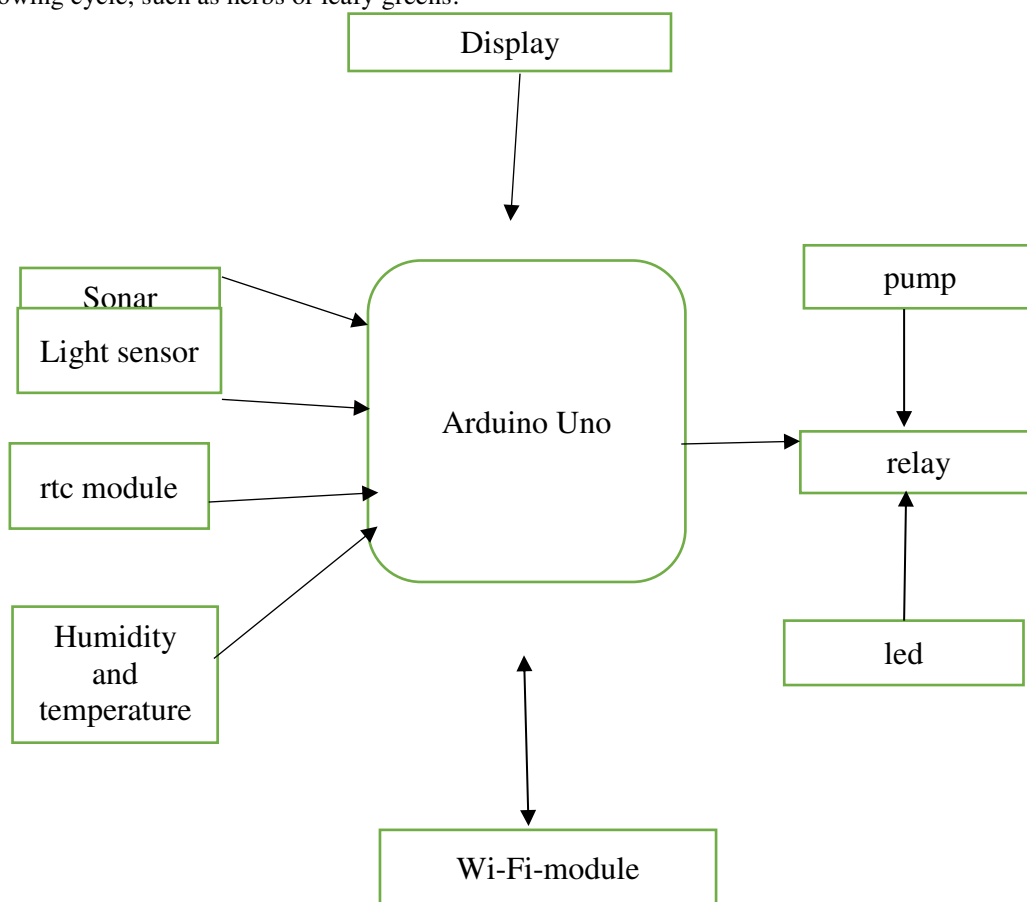 owing cycle, such as herbs or leafy greens.
Display
Sonar
Light sensor
rtc module
Humidity
and
temperature
Arduino Uno
pump
relay
led
Wi-Fi-module